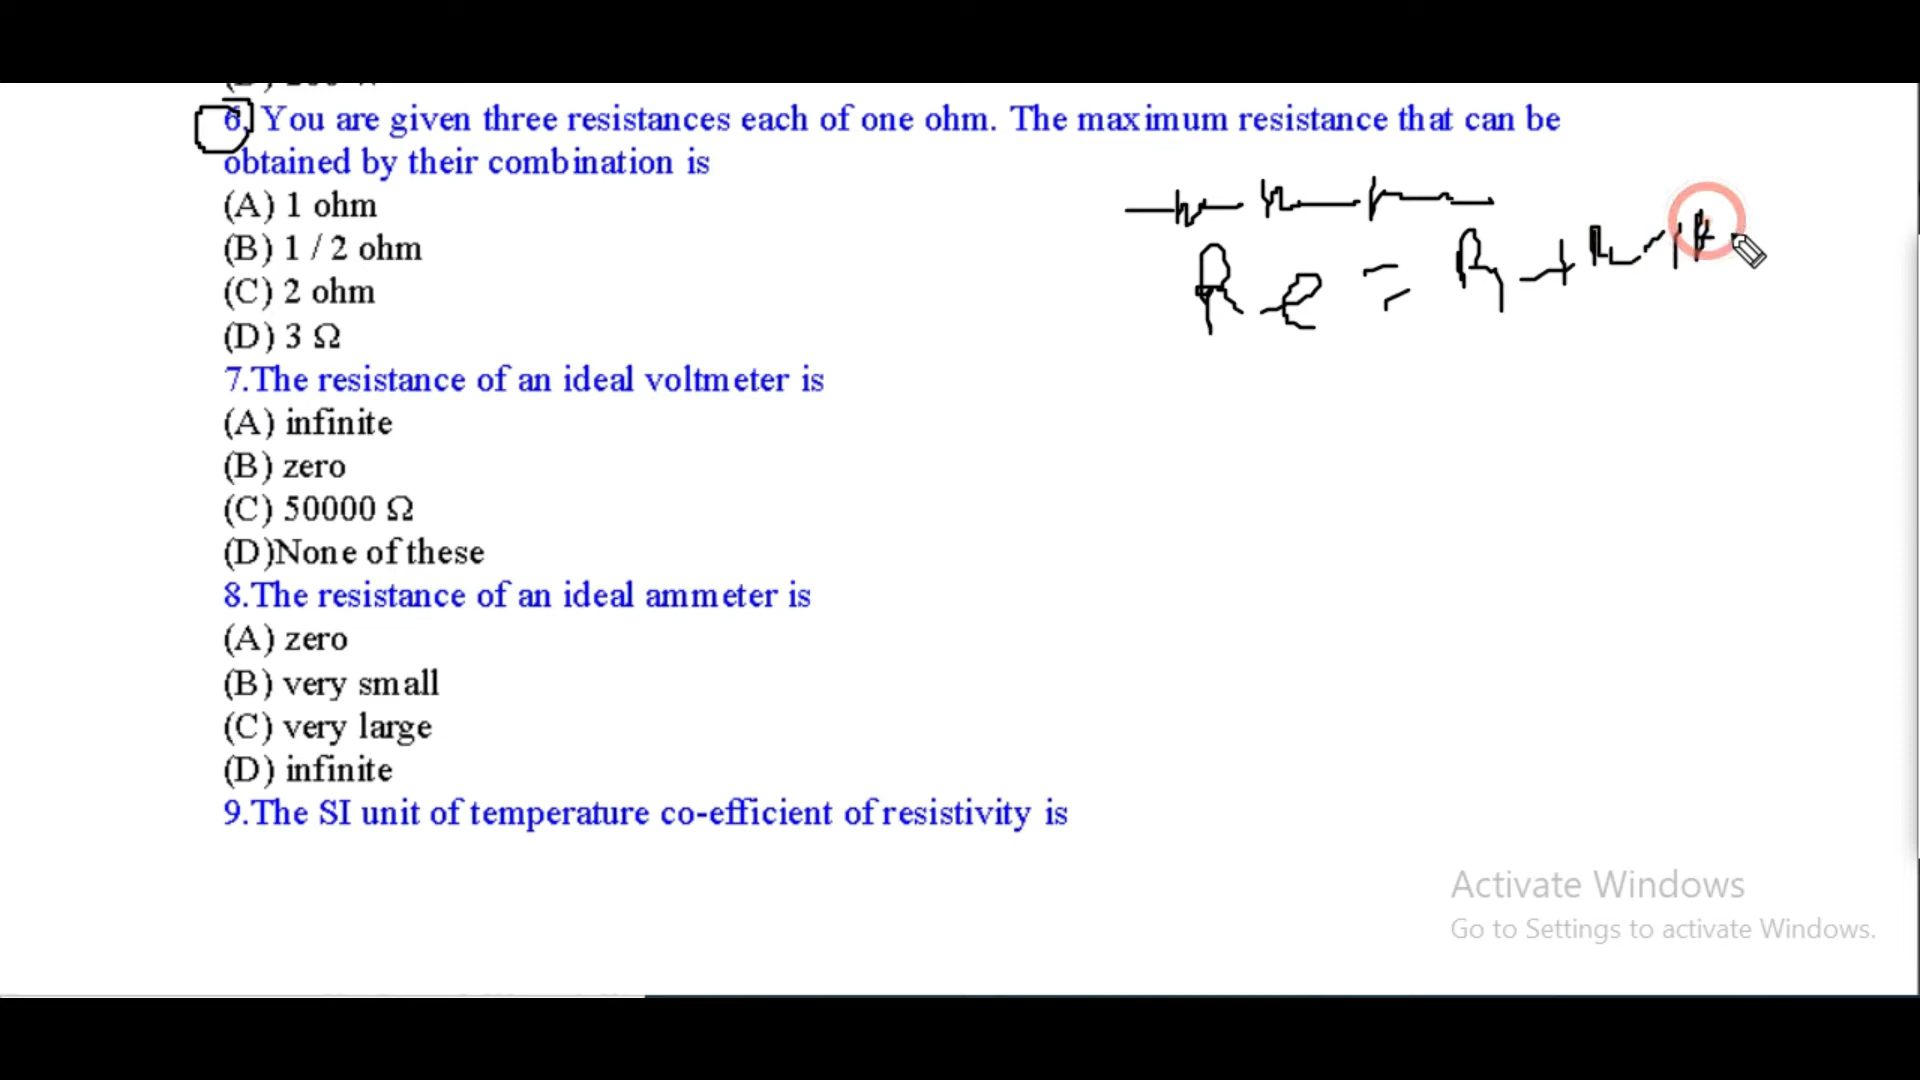 6. You are given three resistances each of one ohm. The maximum resistance that can be
obtained by their combination is
(A) 1 ohm
(B) 1 / 2 ohm
(C) 2 ohm
(D) 3 Ω
Re = R + R + R
7.The resistance of an ideal voltmeter is
(A) infinite
(B) zero
(C) 50000 Ω
(D)None of these
8.The resistance of an ideal ammeter is
(A) zero
(B) very small
(C) very large
(D) infinite
9.The SI unit of temperature co-efficient of resistivity is
Activate Windows
Go to Settings to activate Windows.